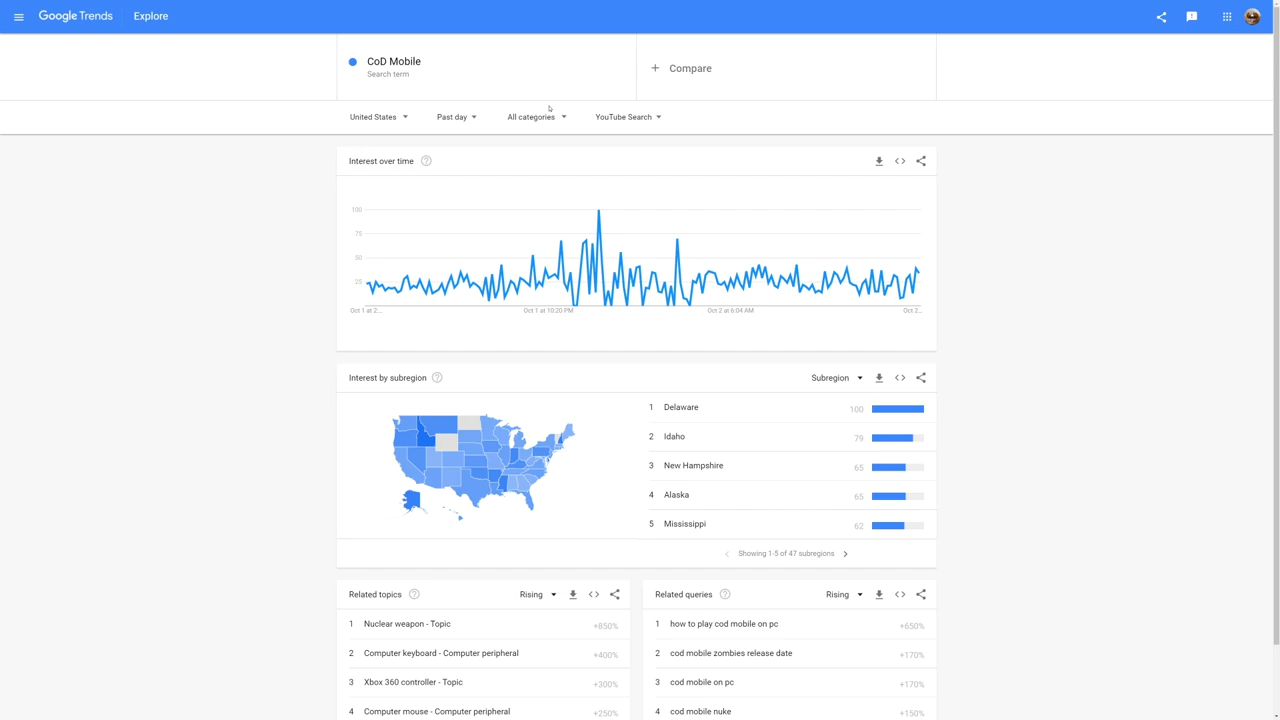 Google Trends Explore
CoD Mobile
Search term
+ Compare
United States Past day All categories YouTube Search
Interest over time ?
100
75
50
25
Oct 1 at 2:... Oct 1 at 10:20 PM Oct 2 at 6:04 AM Oct 2...
Interest by subregion ? Subregion
1 Delaware 100
2 Idaho 79
3 New Hampshire 65
4 Alaska 65
5 Mississippi 62
Showing 1-5 of 47 subregions
Related topics ? Rising
1 Nuclear weapon - Topic +850%
2 Computer keyboard - Computer peripheral +400%
3 Xbox 360 controller - Topic +300%
4 Computer mouse - Computer peripheral +250%
Related queries ? Rising
1 how to play cod mobile on pc +650%
2 cod mobile zombies release date +170%
3 cod mobile on pc +170%
4 cod mobile nuke +150%